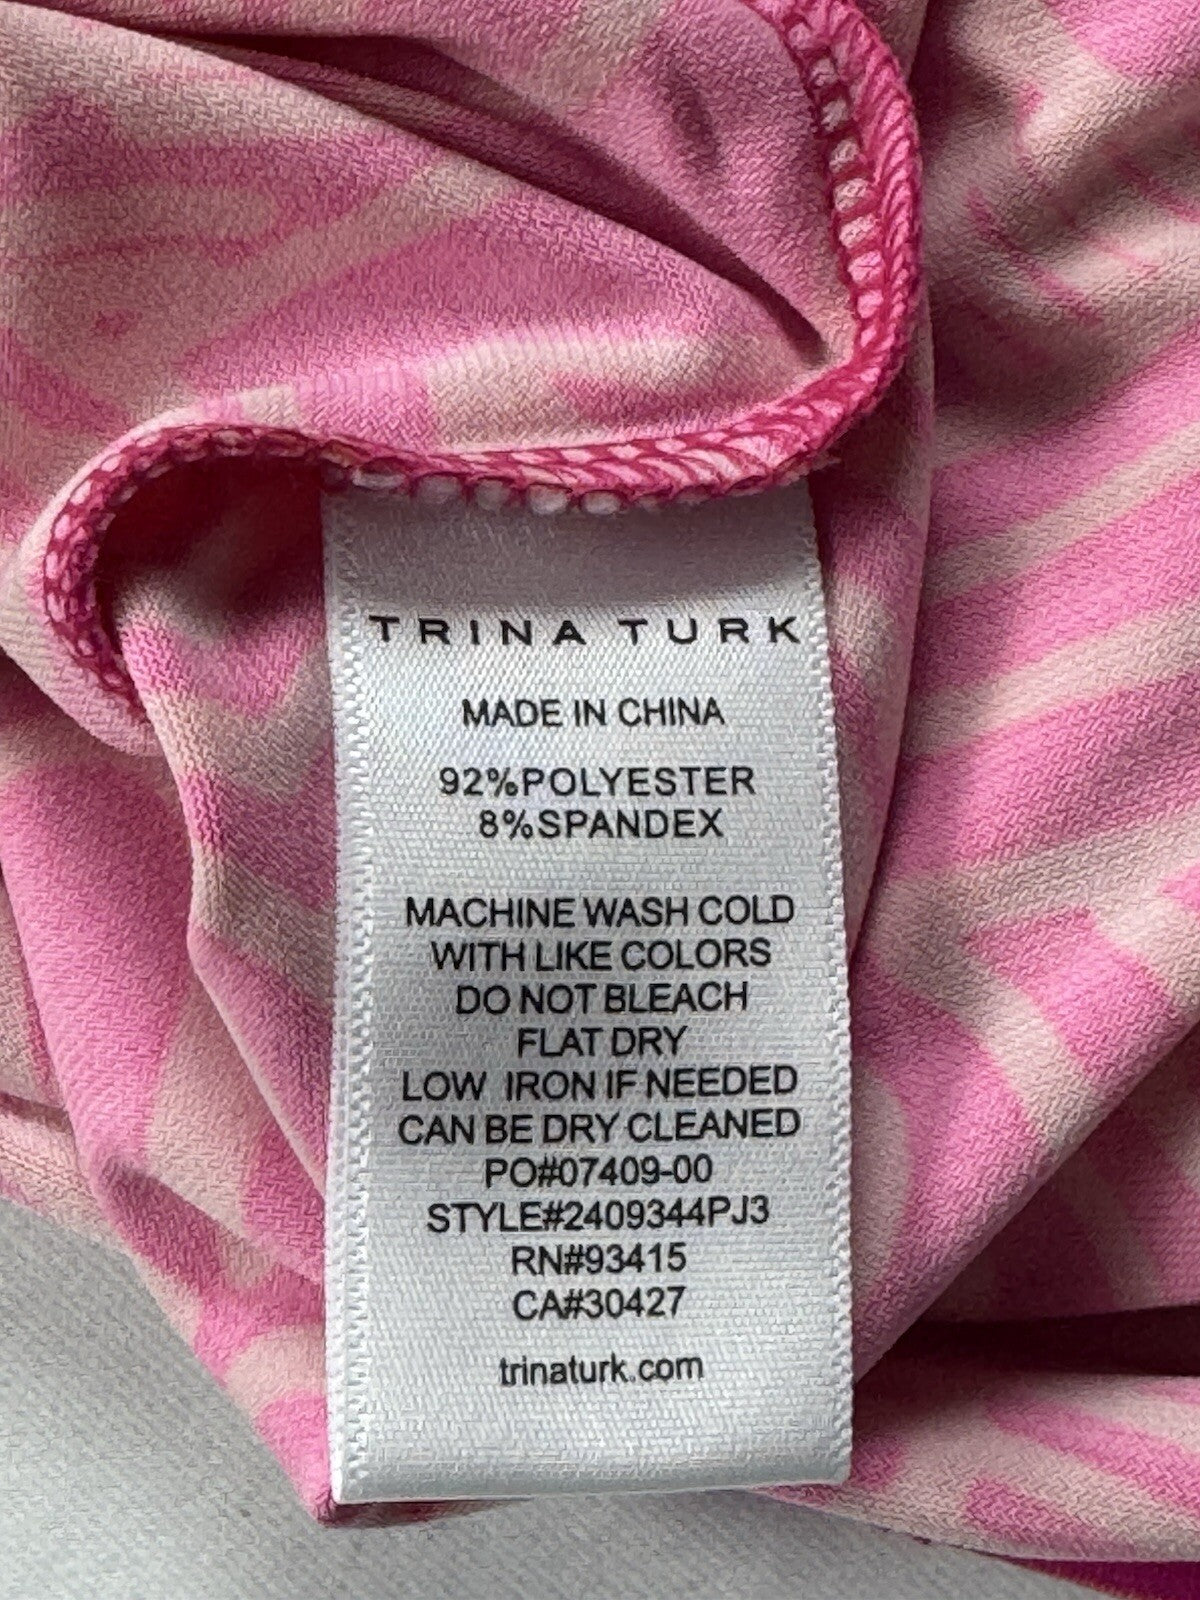 TRINA TURK
MADE IN CHINA
92%POLYESTER
8%SPANDEX
MACHINE WASH COLD
WITH LIKE COLORS
DO NOT BLEACH
FLAT DRY
LOW IRON IF NEEDED
CAN BE DRY CLEANED
PO#07409-00
STYLE#2409344PJ3
RN#93415
CA#30427
trinaturk.com